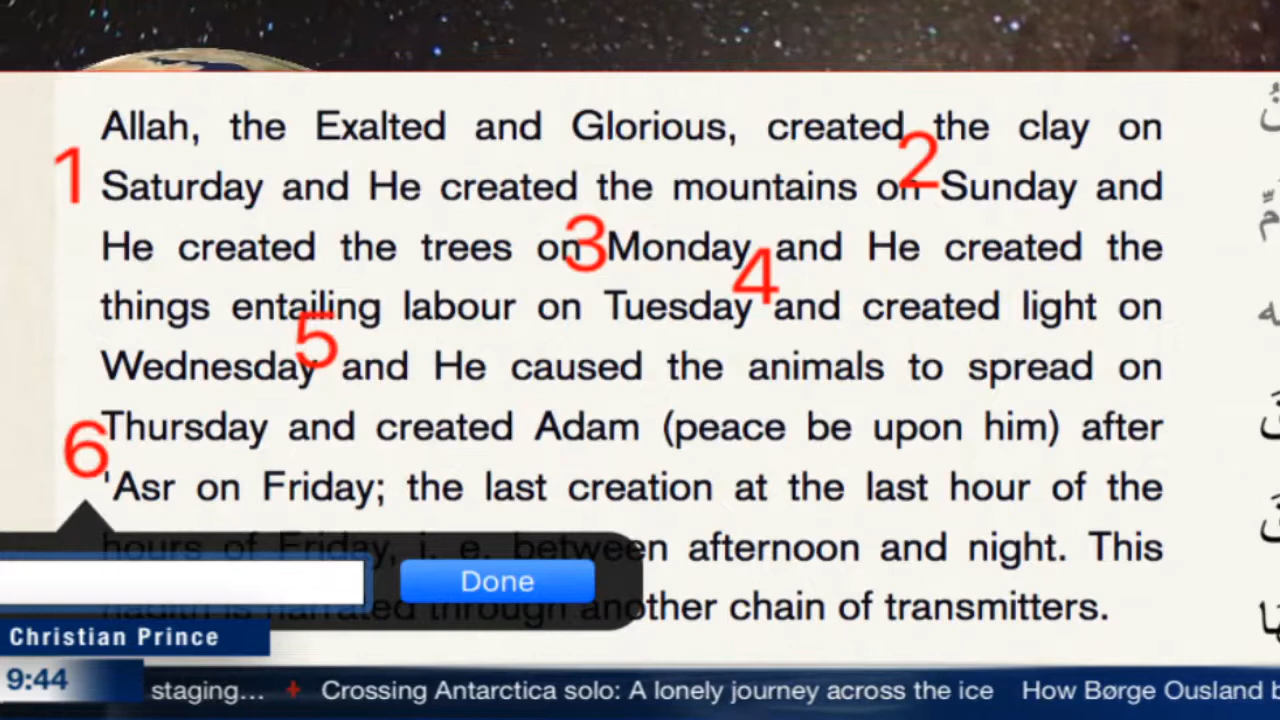 Allah, the Exalted and Glorious, created the clay on
1 Saturday and He created the mountains on 2 Sunday and
He created the trees on 3 Monday and He created the
things entailing labour on Tuesday 4 and created light on
Wednesday 5 and He caused the animals to spread on
Thursday and created Adam (peace be upon him) after
6 'Asr on Friday; the last creation at the last hour of the
hours of Friday, i. e. between afternoon and night. This
Done
hadith is narrated through another chain of transmitters.
Christian Prince
9:44
staging... + Crossing Antarctica solo: A lonely journey across the ice How Børge Ousland b